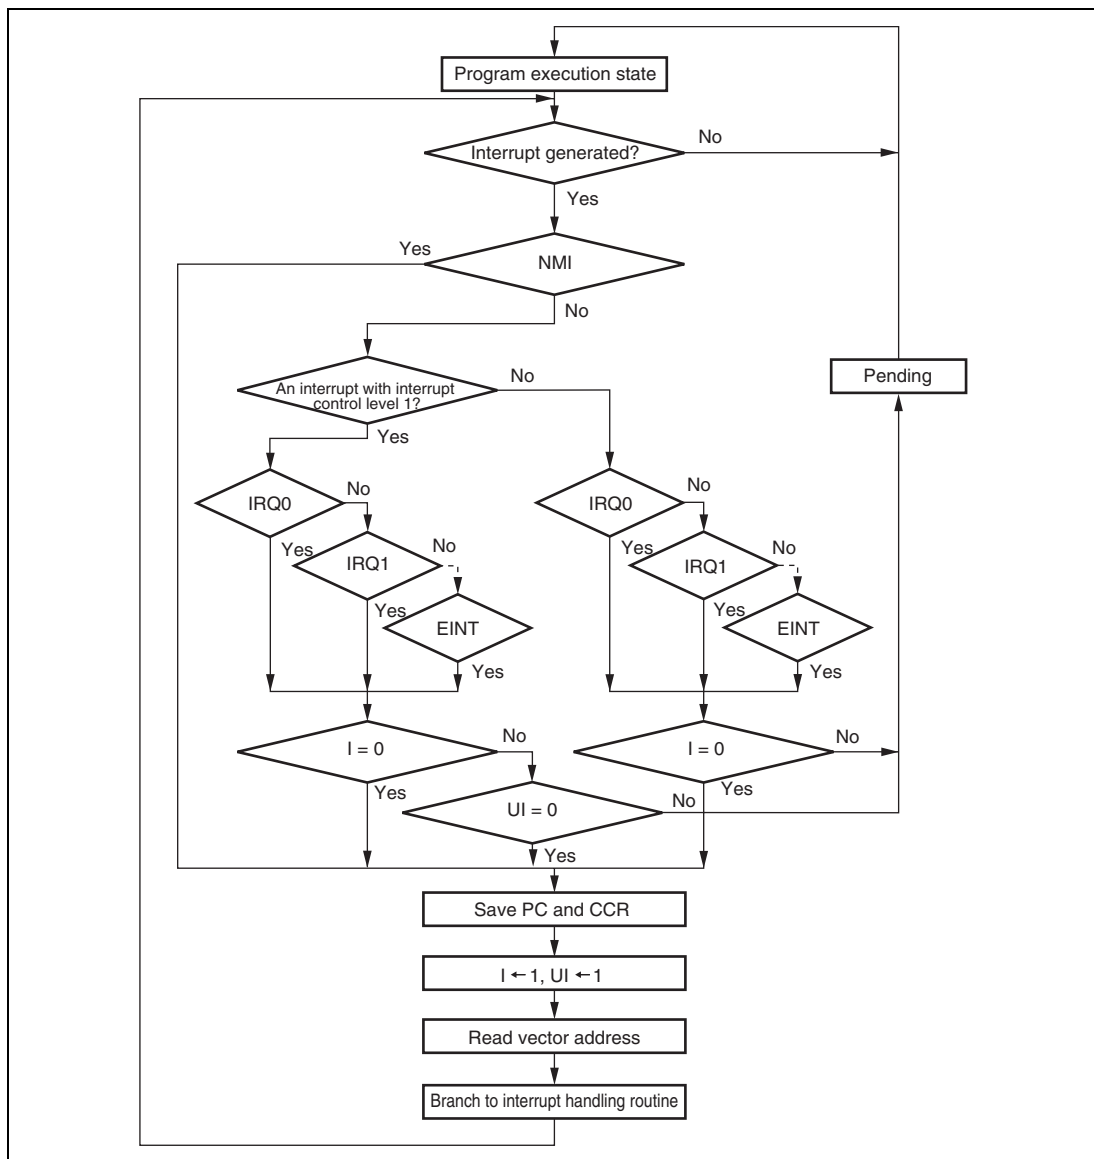 Program execution state
Interrupt generated?
No
Yes
Yes
NMI
No
An interrupt with interrupt
control level 1?
No
Pending
Yes
IRQ0
No
IRQ0
No
Yes
IRQ1
No
Yes
IRQ1
No
Yes
EINT
Yes
EINT
Yes
Yes
I = 0
No
I = 0
No
Yes
Yes
UI = 0
No
Yes
Save PC and CCR
I ← 1, UI ← 1
Read vector address
Branch to interrupt handling routine